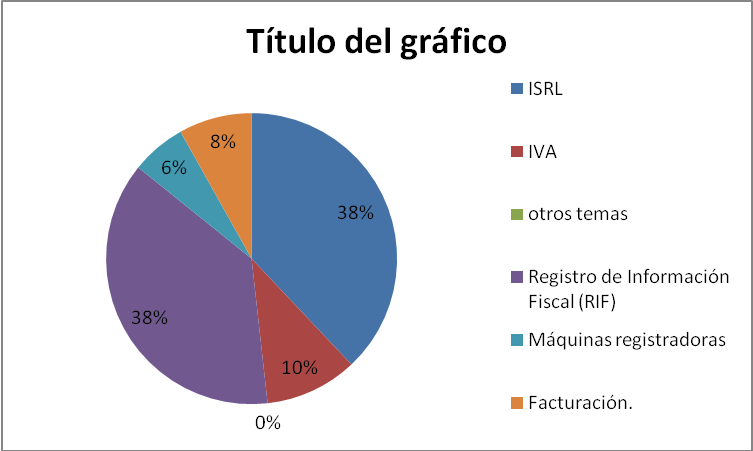 Título del gráfico
ISRL
IVA
otros temas
Registro de Información
Fiscal (RIF)
Máquinas registradoras
Facturación.
38%
10%
0%
38%
6%
8%